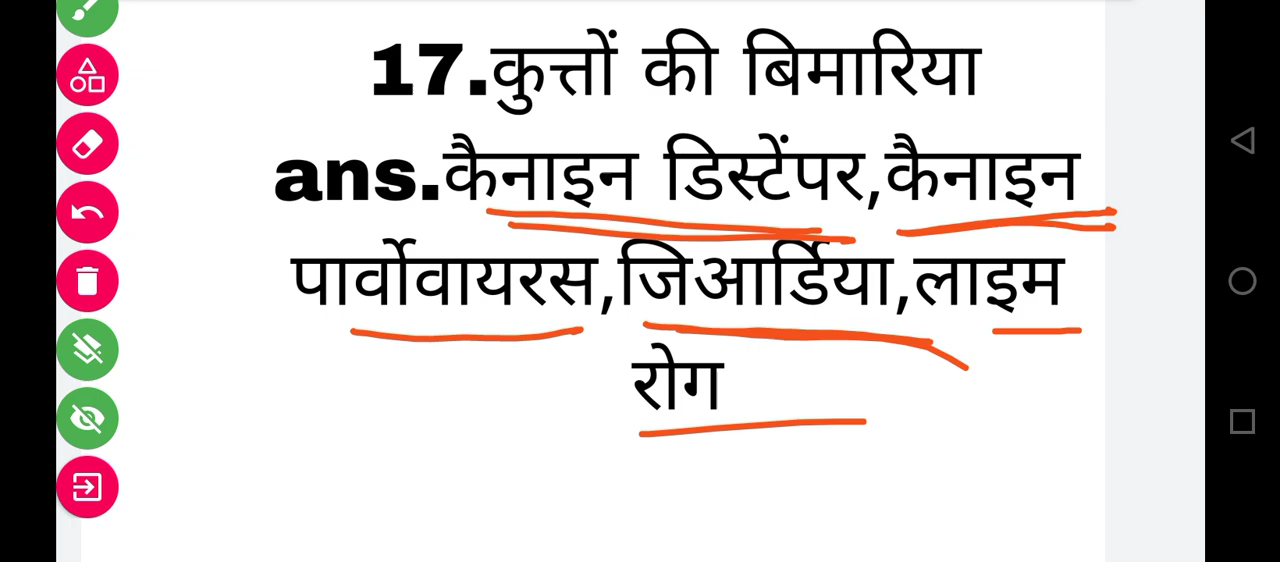 17.कुत्तों की बिमारिया
ans.कैनाइन डिस्टेंपर,कैनाइन
पार्वोवायरस,जिआर्डिया,लाइम
रोग